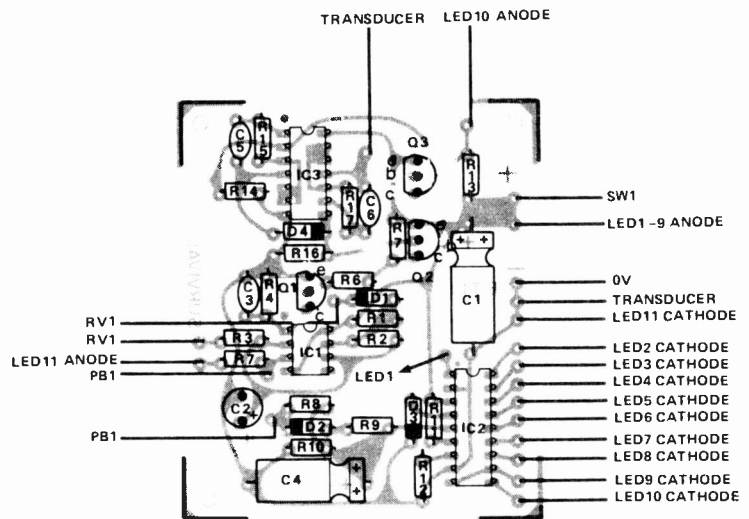 TRANSDUCER
LED10 ANODE
C5
R15
IC3
R14
R17
C6
Q3
b
c
R13
SW1
LED1-9 ANODE
D4
R16
R7
e
b
c
Q2
C1
0V
TRANSDUCER
LED11 CATHODE
C3
R4
Q1
e
c
R6
D1
R1
R2
RV1
RV1
R3
LED11 ANODE
R7
IC1
PB1
LED1
LED2 CATHODE
LED3 CATHODE
LED4 CATHODE
LED5 CATHODE
LED6 CATHODE
LED7 CATHODE
LED8 CATHODE
LED9 CATHODE
LED10 CATHODE
C2+
R8
D2
R9
D3
R11
IC2
PB1
R10
C4
R12